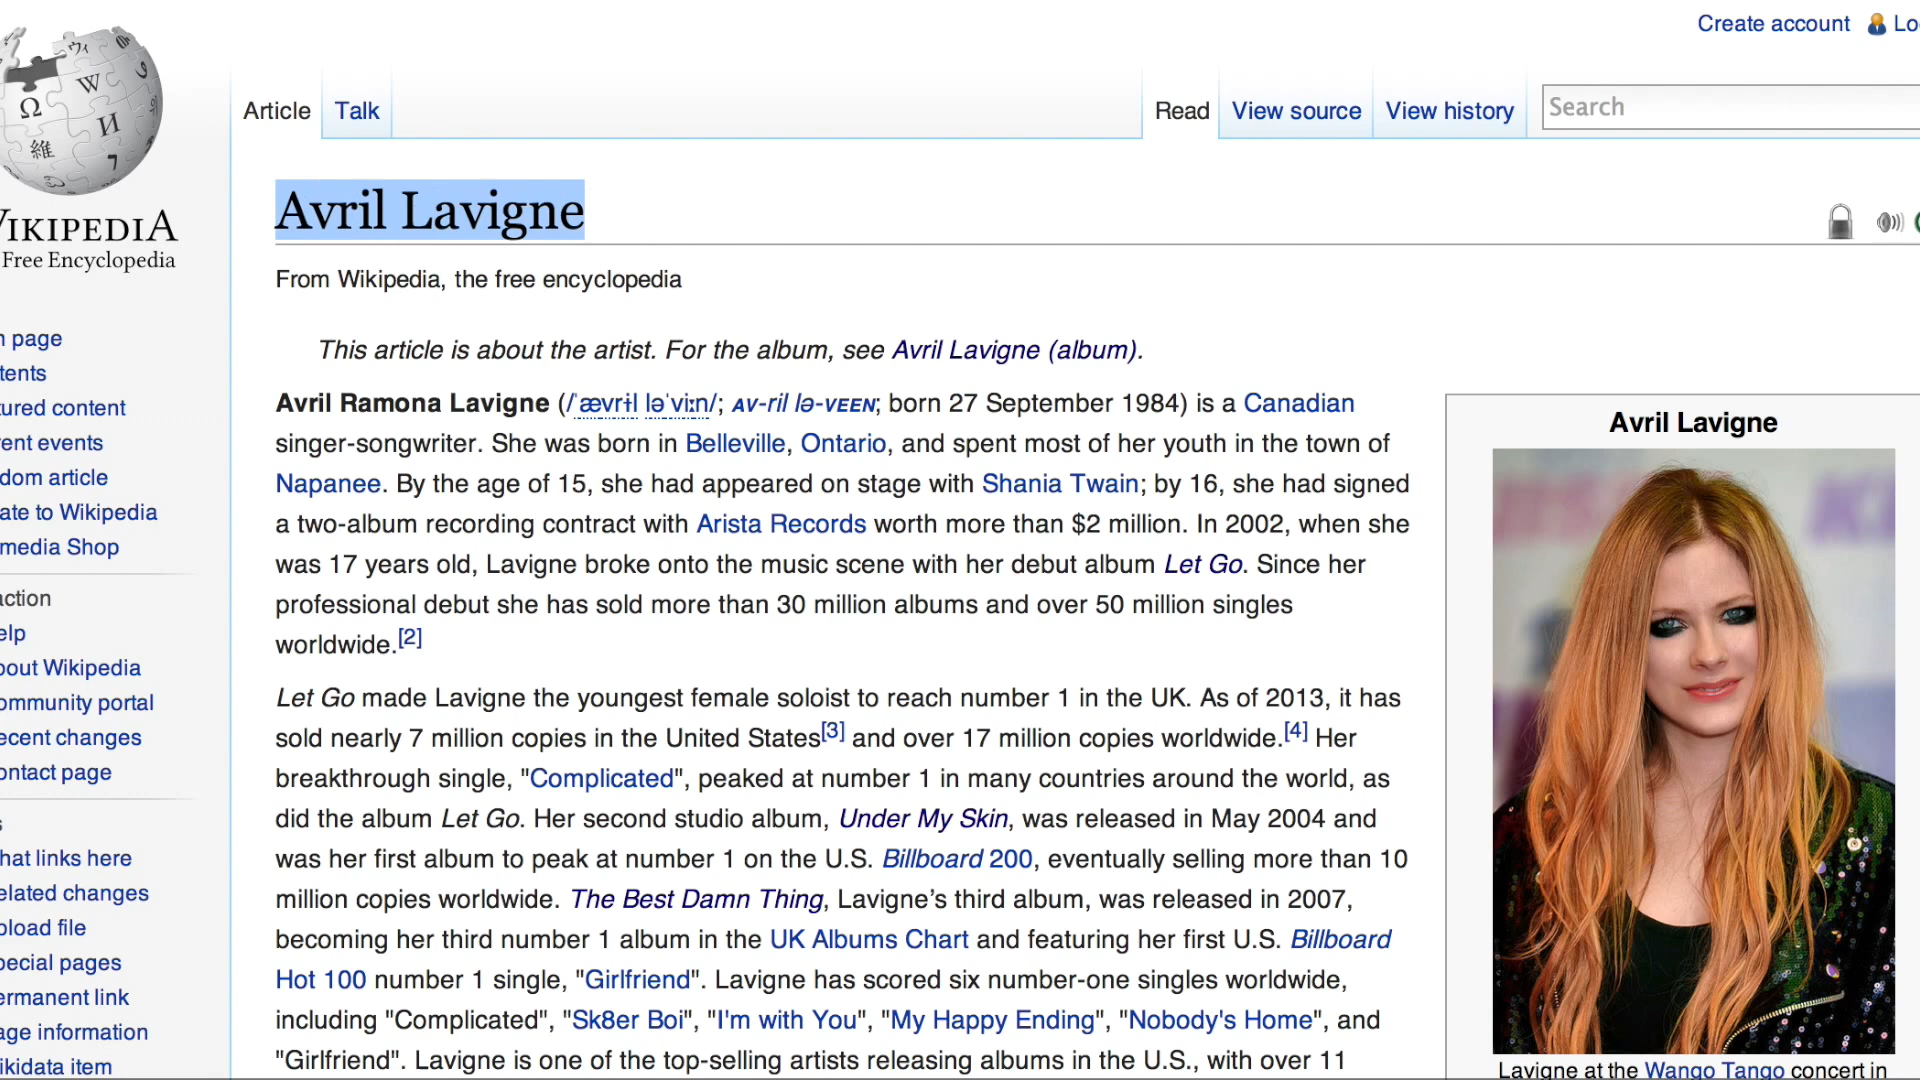 Create account
Article
Talk
Read
View source
View history
Search
Avril Lavigne
WIKIPEDIA
Free Encyclopedia
From Wikipedia, the free encyclopedia
This article is about the artist. For the album, see Avril Lavigne (album).
Avril Ramona Lavigne (/ˈævrɨl ləˈviːn/; AV-ril lə-VEEN; born 27 September 1984) is a Canadian
singer-songwriter. She was born in Belleville, Ontario, and spent most of her youth in the town of
Napanee. By the age of 15, she had appeared on stage with Shania Twain; by 16, she had signed
a two-album recording contract with Arista Records worth more than $2 million. In 2002, when she
was 17 years old, Lavigne broke onto the music scene with her debut album Let Go. Since her
professional debut she has sold more than 30 million albums and over 50 million singles
worldwide.[2]
Let Go made Lavigne the youngest female soloist to reach number 1 in the UK. As of 2013, it has
sold nearly 7 million copies in the United States[3] and over 17 million copies worldwide.[4] Her
breakthrough single, "Complicated", peaked at number 1 in many countries around the world, as
did the album Let Go. Her second studio album, Under My Skin, was released in May 2004 and
was her first album to peak at number 1 on the U.S. Billboard 200, eventually selling more than 10
million copies worldwide. The Best Damn Thing, Lavigne’s third album, was released in 2007,
becoming her third number 1 album in the UK Albums Chart and featuring her first U.S. Billboard
Hot 100 number 1 single, "Girlfriend". Lavigne has scored six number-one singles worldwide,
including "Complicated", "Sk8er Boi", "I'm with You", "My Happy Ending", "Nobody's Home", and
"Girlfriend". Lavigne is one of the top-selling artists releasing albums in the U.S., with over 11
page
tents
tured content
ent events
dom article
ate to Wikipedia
media Shop
action
elp
bout Wikipedia
ommunity portal
ecent changes
ontact page
s
hat links here
elated changes
pload file
pecial pages
ermanent link
age information
ikidata item
Avril Lavigne
Lavigne at the Wango Tango concert in